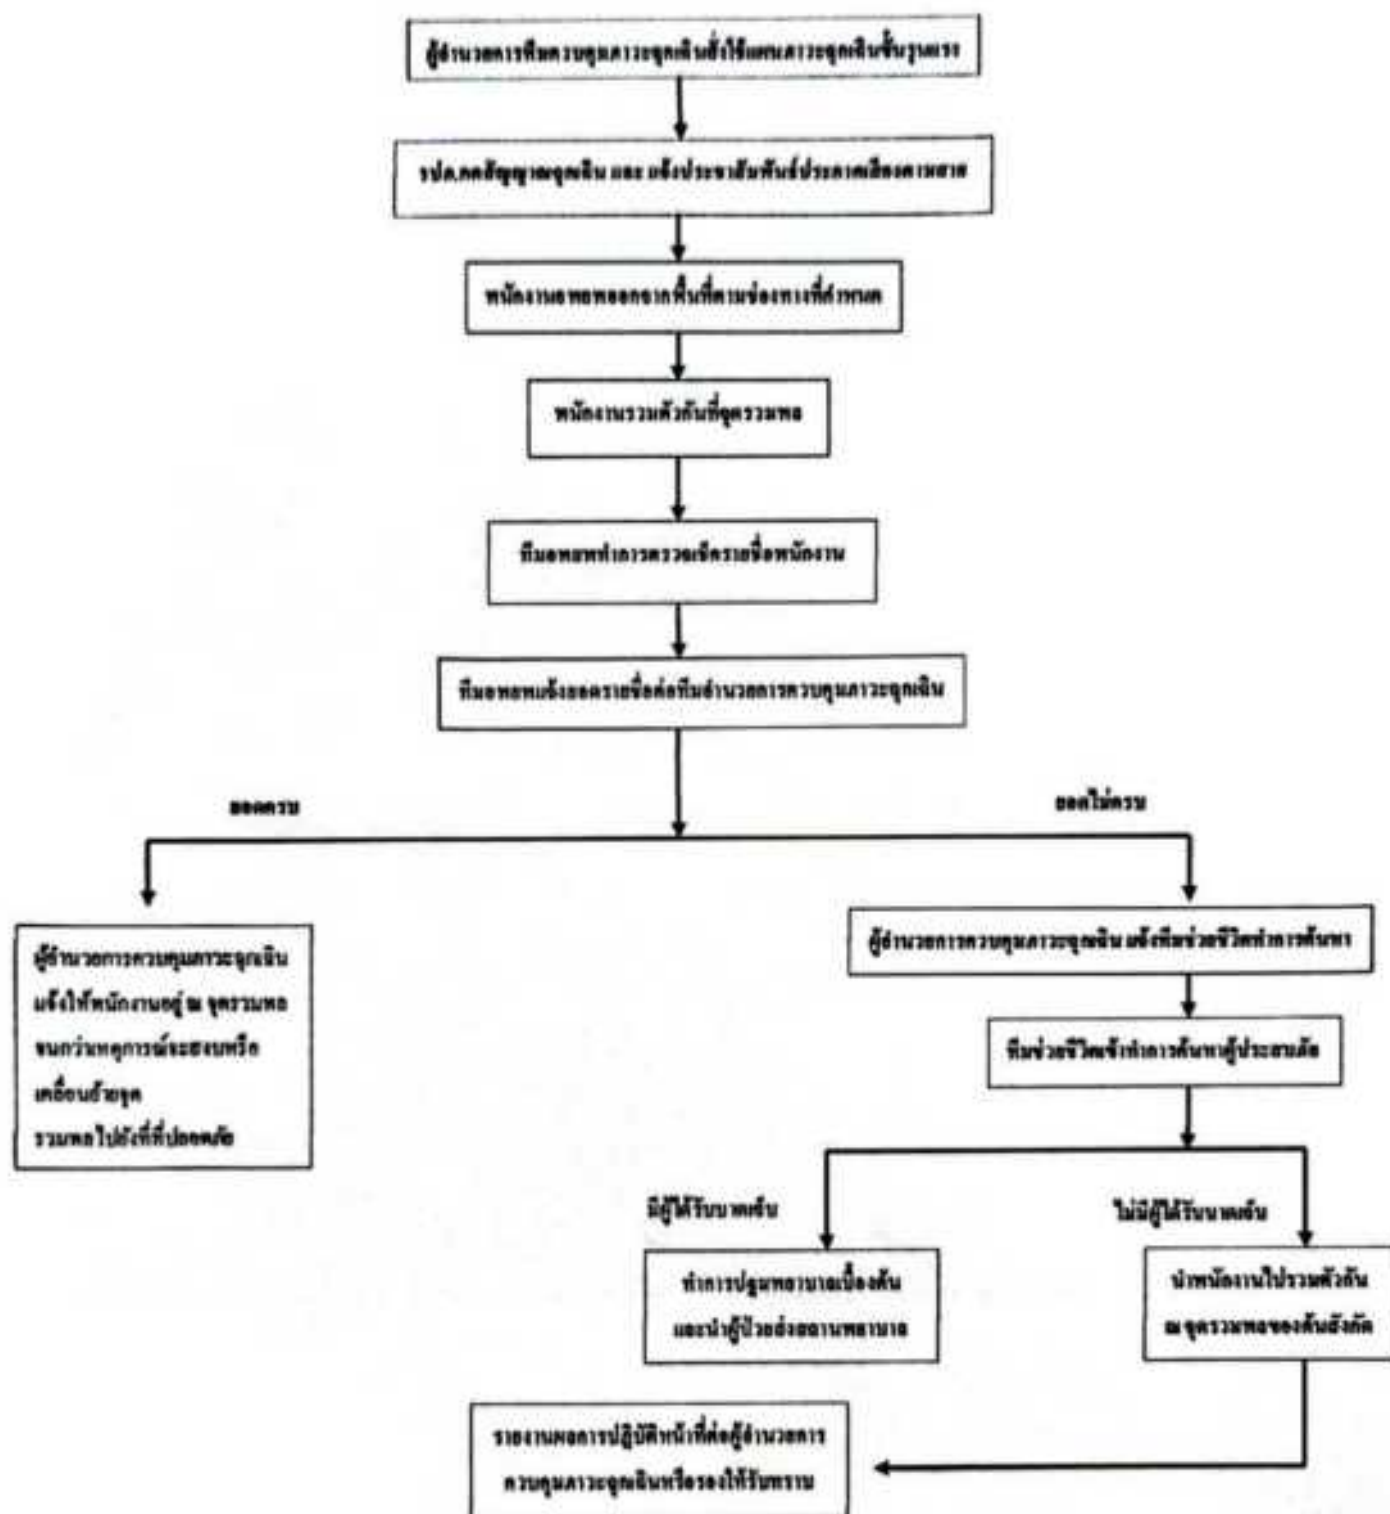 ผู้อำนวยการทีมควบคุมภาวะฉุกเฉินสั่งใช้แผนภาวะฉุกเฉินขั้นรุนแรง
รปภ.กดสัญญาณฉุกเฉิน และ แจ้งประชาสัมพันธ์ประกาศเสียงตามสาย
พนักงานอพยพออกจากพื้นที่ตามช่องทางที่กำหนด
พนักงานรวมตัวกันที่จุดรวมพล
ทีมอพยพทำการตรวจเช็ครายชื่อพนักงาน
ทีมอพยพแจ้งยอดรายชื่อต่อทีมอำนวยการควบคุมภาวะฉุกเฉิน
ยอดครบ
ยอดไม่ครบ
ผู้อำนวยการควบคุมภาวะฉุกเฉิน
แจ้งให้พนักงานอยู่ ณ จุดรวมพล
จนกว่าเหตุการณ์จะสงบหรือ
เคลื่อนย้ายจุด
รวมพลไปยังที่ที่ปลอดภัย
ผู้อำนวยการควบคุมภาวะฉุกเฉิน แจ้งทีมช่วยชีวิตทำการค้นหา
ทีมช่วยชีวิตเข้าทำการค้นหาผู้ประสบภัย
มีผู้ได้รับบาดเจ็บ
ไม่มีผู้ได้รับบาดเจ็บ
ทำการปฐมพยาบาลเบื้องต้น
และนำผู้ป่วยส่งสถานพยาบาล
นำพนักงานไปรวมตัวกัน
ณ จุดรวมพลของต้นสังกัด
รายงานผลการปฏิบัติหน้าที่ต่อผู้อำนวยการ
ควบคุมภาวะฉุกเฉินหรือรองให้รับทราบ